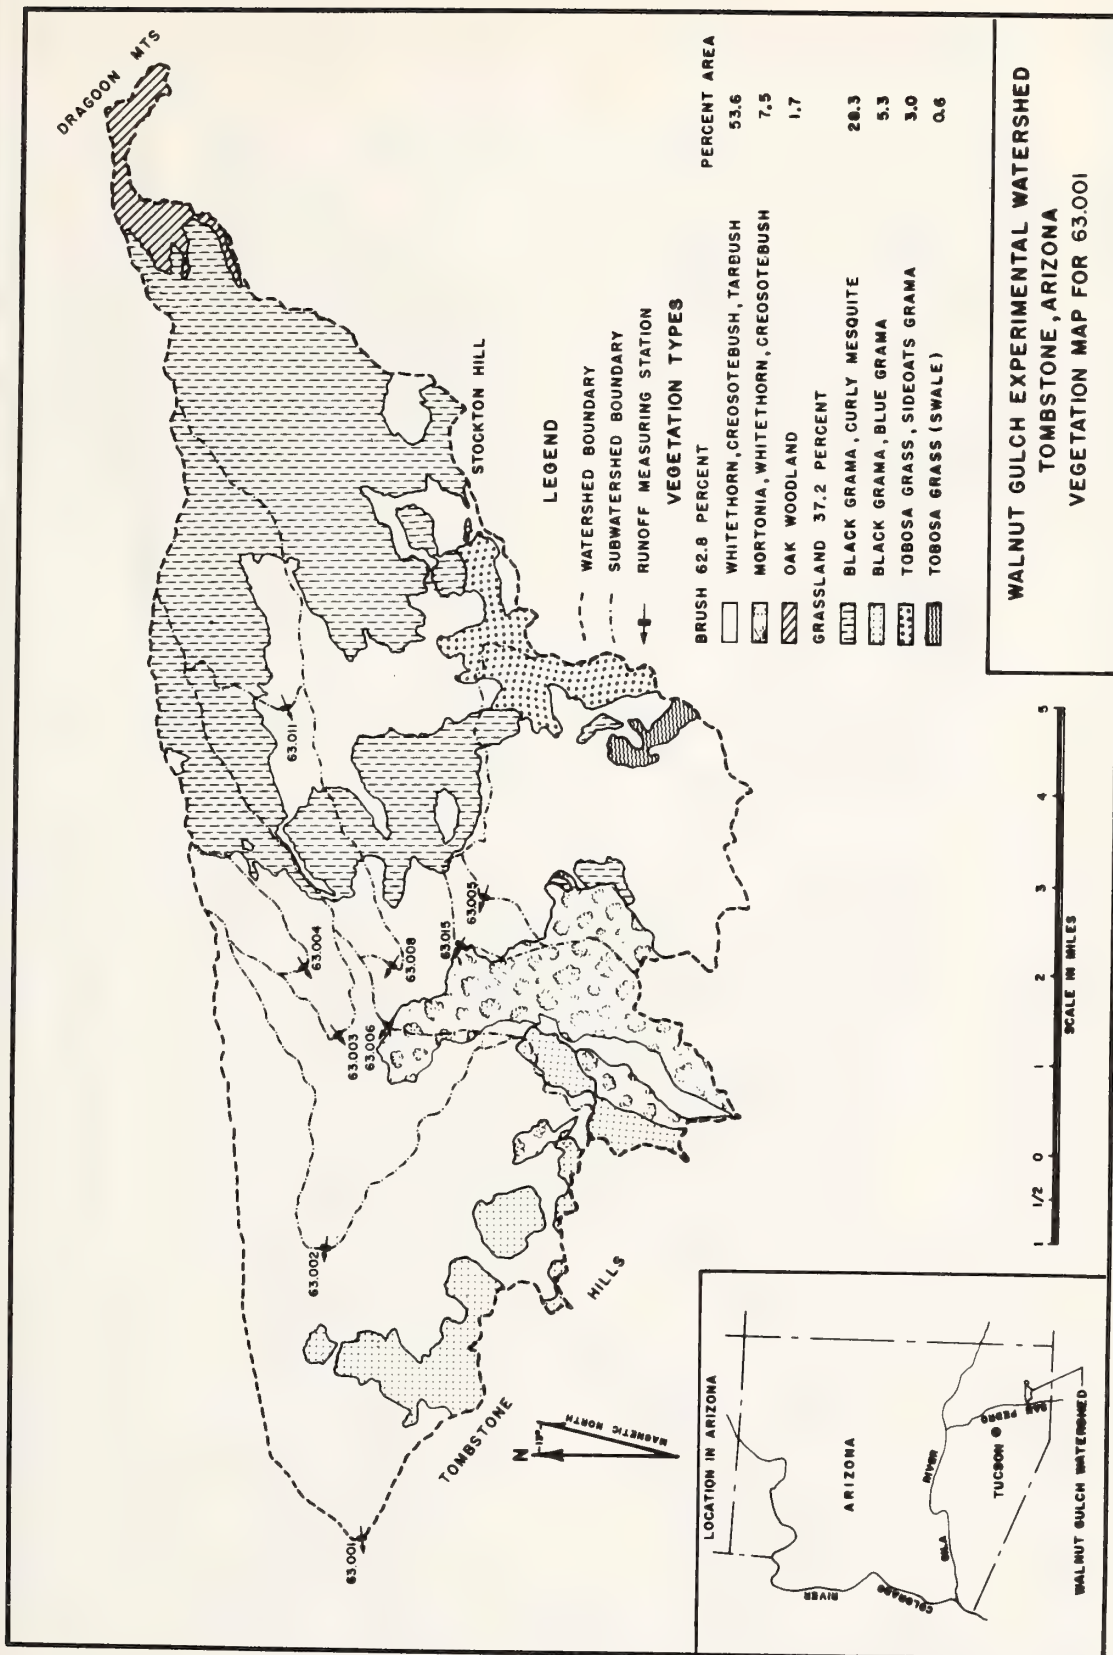 DRAGOON MTS
STOCKTON HILL
63.011
63.004
63.008
63.015
63.005
63.003
63.006
63.002
63.001
TOMBSTONE
HILLS
N
MAGNETIC NORTH
LEGEND
WATERSHED BOUNDARY
SUBWATERSHED BOUNDARY
RUNOFF MEASURING STATION
VEGETATION TYPES
BRUSH 62.8 PERCENT PERCENT AREA
WHITETHORN, CREOSOTEBUSH, TARBUSH 53.6
MORTONIA, WHITETHORN, CREOSOTEBUSH 7.5
OAK WOODLAND 1.7
GRASSLAND 37.2 PERCENT
BLACK GRAMA, CURLY MESQUITE 28.3
BLACK GRAMA, BLUE GRAMA 5.3
TOBOSA GRASS, SIDEOATS GRAMA 3.0
TOBOSA GRASS (SWALE) 0.6
1 1/2 0 1 2 3 4 5
SCALE IN MILES
LOCATION IN ARIZONA
ARIZONA
RIVER
COLORADO
GILA
RIVER
TUCSON
SAN PEDRO
WALNUT GULCH WATERSHED
WALNUT GULCH EXPERIMENTAL WATERSHED
TOMBSTONE, ARIZONA
VEGETATION MAP FOR 63.001